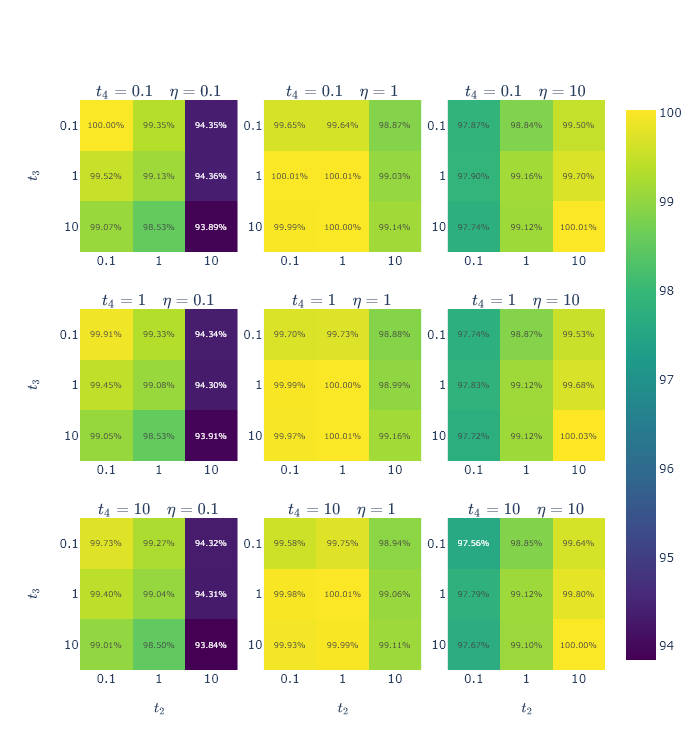 t₄ = 0.1 η = 0.1
t₄ = 0.1 η = 1
t₄ = 0.1 η = 10
100
0.1 100.00% 99.35% 94.35%
0.1 99.65% 99.64% 98.87%
0.1 97.87% 98.84% 99.50%
t₃ 1 99.52% 99.13% 94.36%
1 100.01% 100.01% 99.03%
1 97.90% 99.16% 99.70%
99
10 99.07% 98.53% 93.89%
10 99.99% 100.00% 99.14%
10 97.74% 99.12% 100.01%
0.1 1 10
0.1 1 10
0.1 1 10
98
t₄ = 1 η = 0.1
t₄ = 1 η = 1
t₄ = 1 η = 10
0.1 99.91% 99.33% 94.34%
0.1 99.70% 99.73% 98.88%
0.1 97.74% 98.87% 99.53%
97
t₃ 1 99.45% 99.08% 94.30%
1 99.99% 100.00% 98.99%
1 97.83% 99.12% 99.68%
10 99.05% 98.53% 93.91%
10 99.97% 100.01% 99.16%
10 97.72% 99.12% 100.03%
96
0.1 1 10
0.1 1 10
0.1 1 10
t₄ = 10 η = 0.1
t₄ = 10 η = 1
t₄ = 10 η = 10
0.1 99.73% 99.27% 94.32%
0.1 99.58% 99.75% 98.94%
0.1 97.56% 98.85% 99.64%
95
t₃ 1 99.40% 99.04% 94.31%
1 99.98% 100.01% 99.06%
1 97.79% 99.12% 99.80%
10 99.01% 98.50% 93.84%
10 99.93% 99.99% 99.11%
10 97.67% 99.10% 100.00%
94
0.1 1 10
0.1 1 10
0.1 1 10
t₂
t₂
t₂